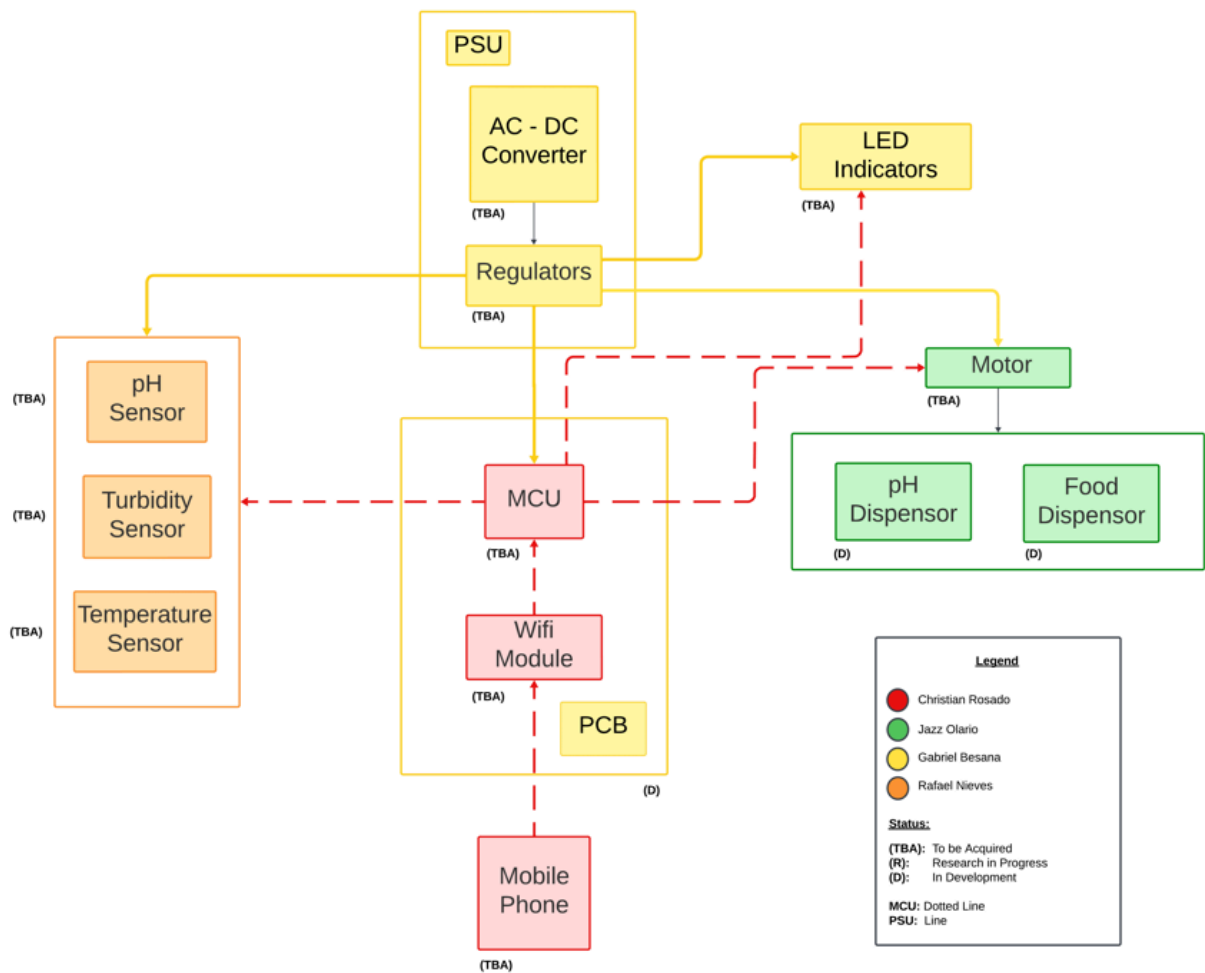 PSU
AC - DC
Converter
(TBA)
Regulators
(TBA)
LED
Indicators
(TBA)
pH
Sensor
(TBA)
Turbidity
Sensor
(TBA)
Temperature
Sensor
(TBA)
MCU
(TBA)
Wifi
Module
(TBA)
PCB
(D)
Mobile
Phone
(TBA)
Motor
(TBA)
pH
Dispensor
(D)
Food
Dispensor
(D)
Legend
Christian Rosado
Jazz Olario
Gabriel Besana
Rafael Nieves
Status:
(TBA): To be Acquired
(R): Research in Progress
(D): In Development
MCU: Dotted Line
PSU: Line